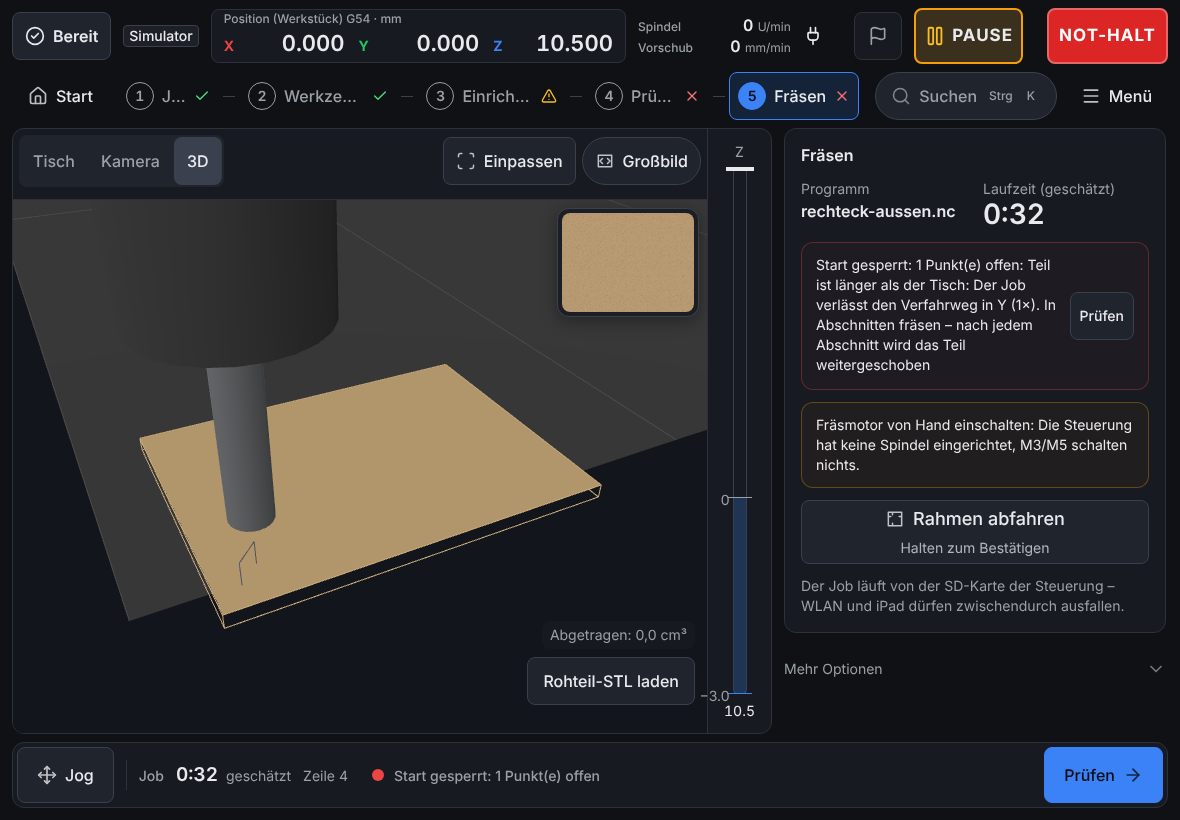 Bereit
Simulator
Position (Werkstück) G54 · mm
X 0.000 Y 0.000 Z 10.500
Spindel 0 U/min
Vorschub 0 mm/min
PAUSE
NOT-HALT
Start
1 J...
2 Werkze...
3 Einrich...
4 Prü...
5 Fräsen
Suchen Strg K
Menü
Tisch Kamera 3D
Einpassen
Großbild
Z
0
−3.0
10.5
Abgetragen: 0,0 cm³
Rohteil-STL laden
Fräsen
Programm
rechteck-aussen.nc
Laufzeit (geschätzt)
0:32
Start gesperrt: 1 Punkt(e) offen: Teil
ist länger als der Tisch: Der Job
verlässt den Verfahrweg in Y (1×). In
Abschnitten fräsen – nach jedem
Abschnitt wird das Teil
weitergeschoben
Prüfen
Fräsmotor von Hand einschalten: Die Steuerung
hat keine Spindel eingerichtet, M3/M5 schalten
nichts.
Rahmen abfahren
Halten zum Bestätigen
Der Job läuft von der SD-Karte der Steuerung –
WLAN und iPad dürfen zwischendurch ausfallen.
Mehr Optionen
Jog
Job 0:32 geschätzt Zeile 4
Start gesperrt: 1 Punkt(e) offen
Prüfen